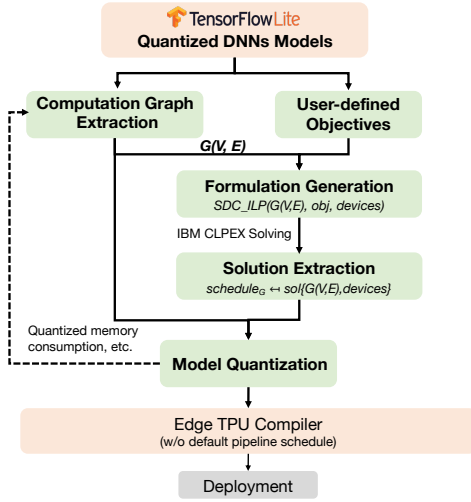 TensorFlow Lite
Quantized DNNs Models
Computation Graph
Extraction
User-defined
Objectives
G(V, E)
Formulation Generation
SDC_ILP(G(V,E), obj, devices)
IBM CLPEX Solving
Solution Extraction
schedule_G ↔ sol{G(V,E),devices}
Quantized memory
consumption, etc.
Model Quantization
Edge TPU Compiler
(w/o default pipeline schedule)
Deployment